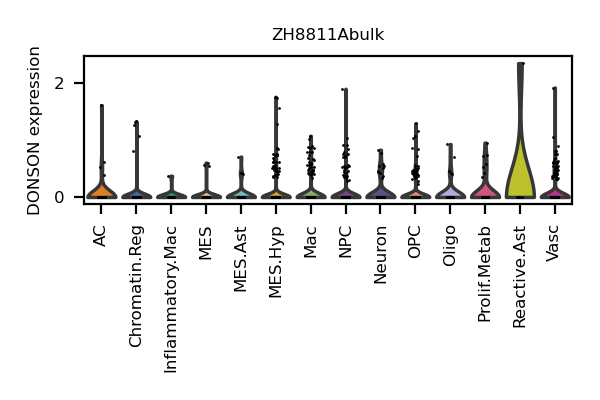 ZH8811Abulk
DONSON expression
2
0
AC
Chromatin.Reg
Inflammatory.Mac
MES
MES.Ast
MES.Hyp
Mac
NPC
Neuron
OPC
Oligo
Prolif.Metab
Reactive.Ast
Vasc